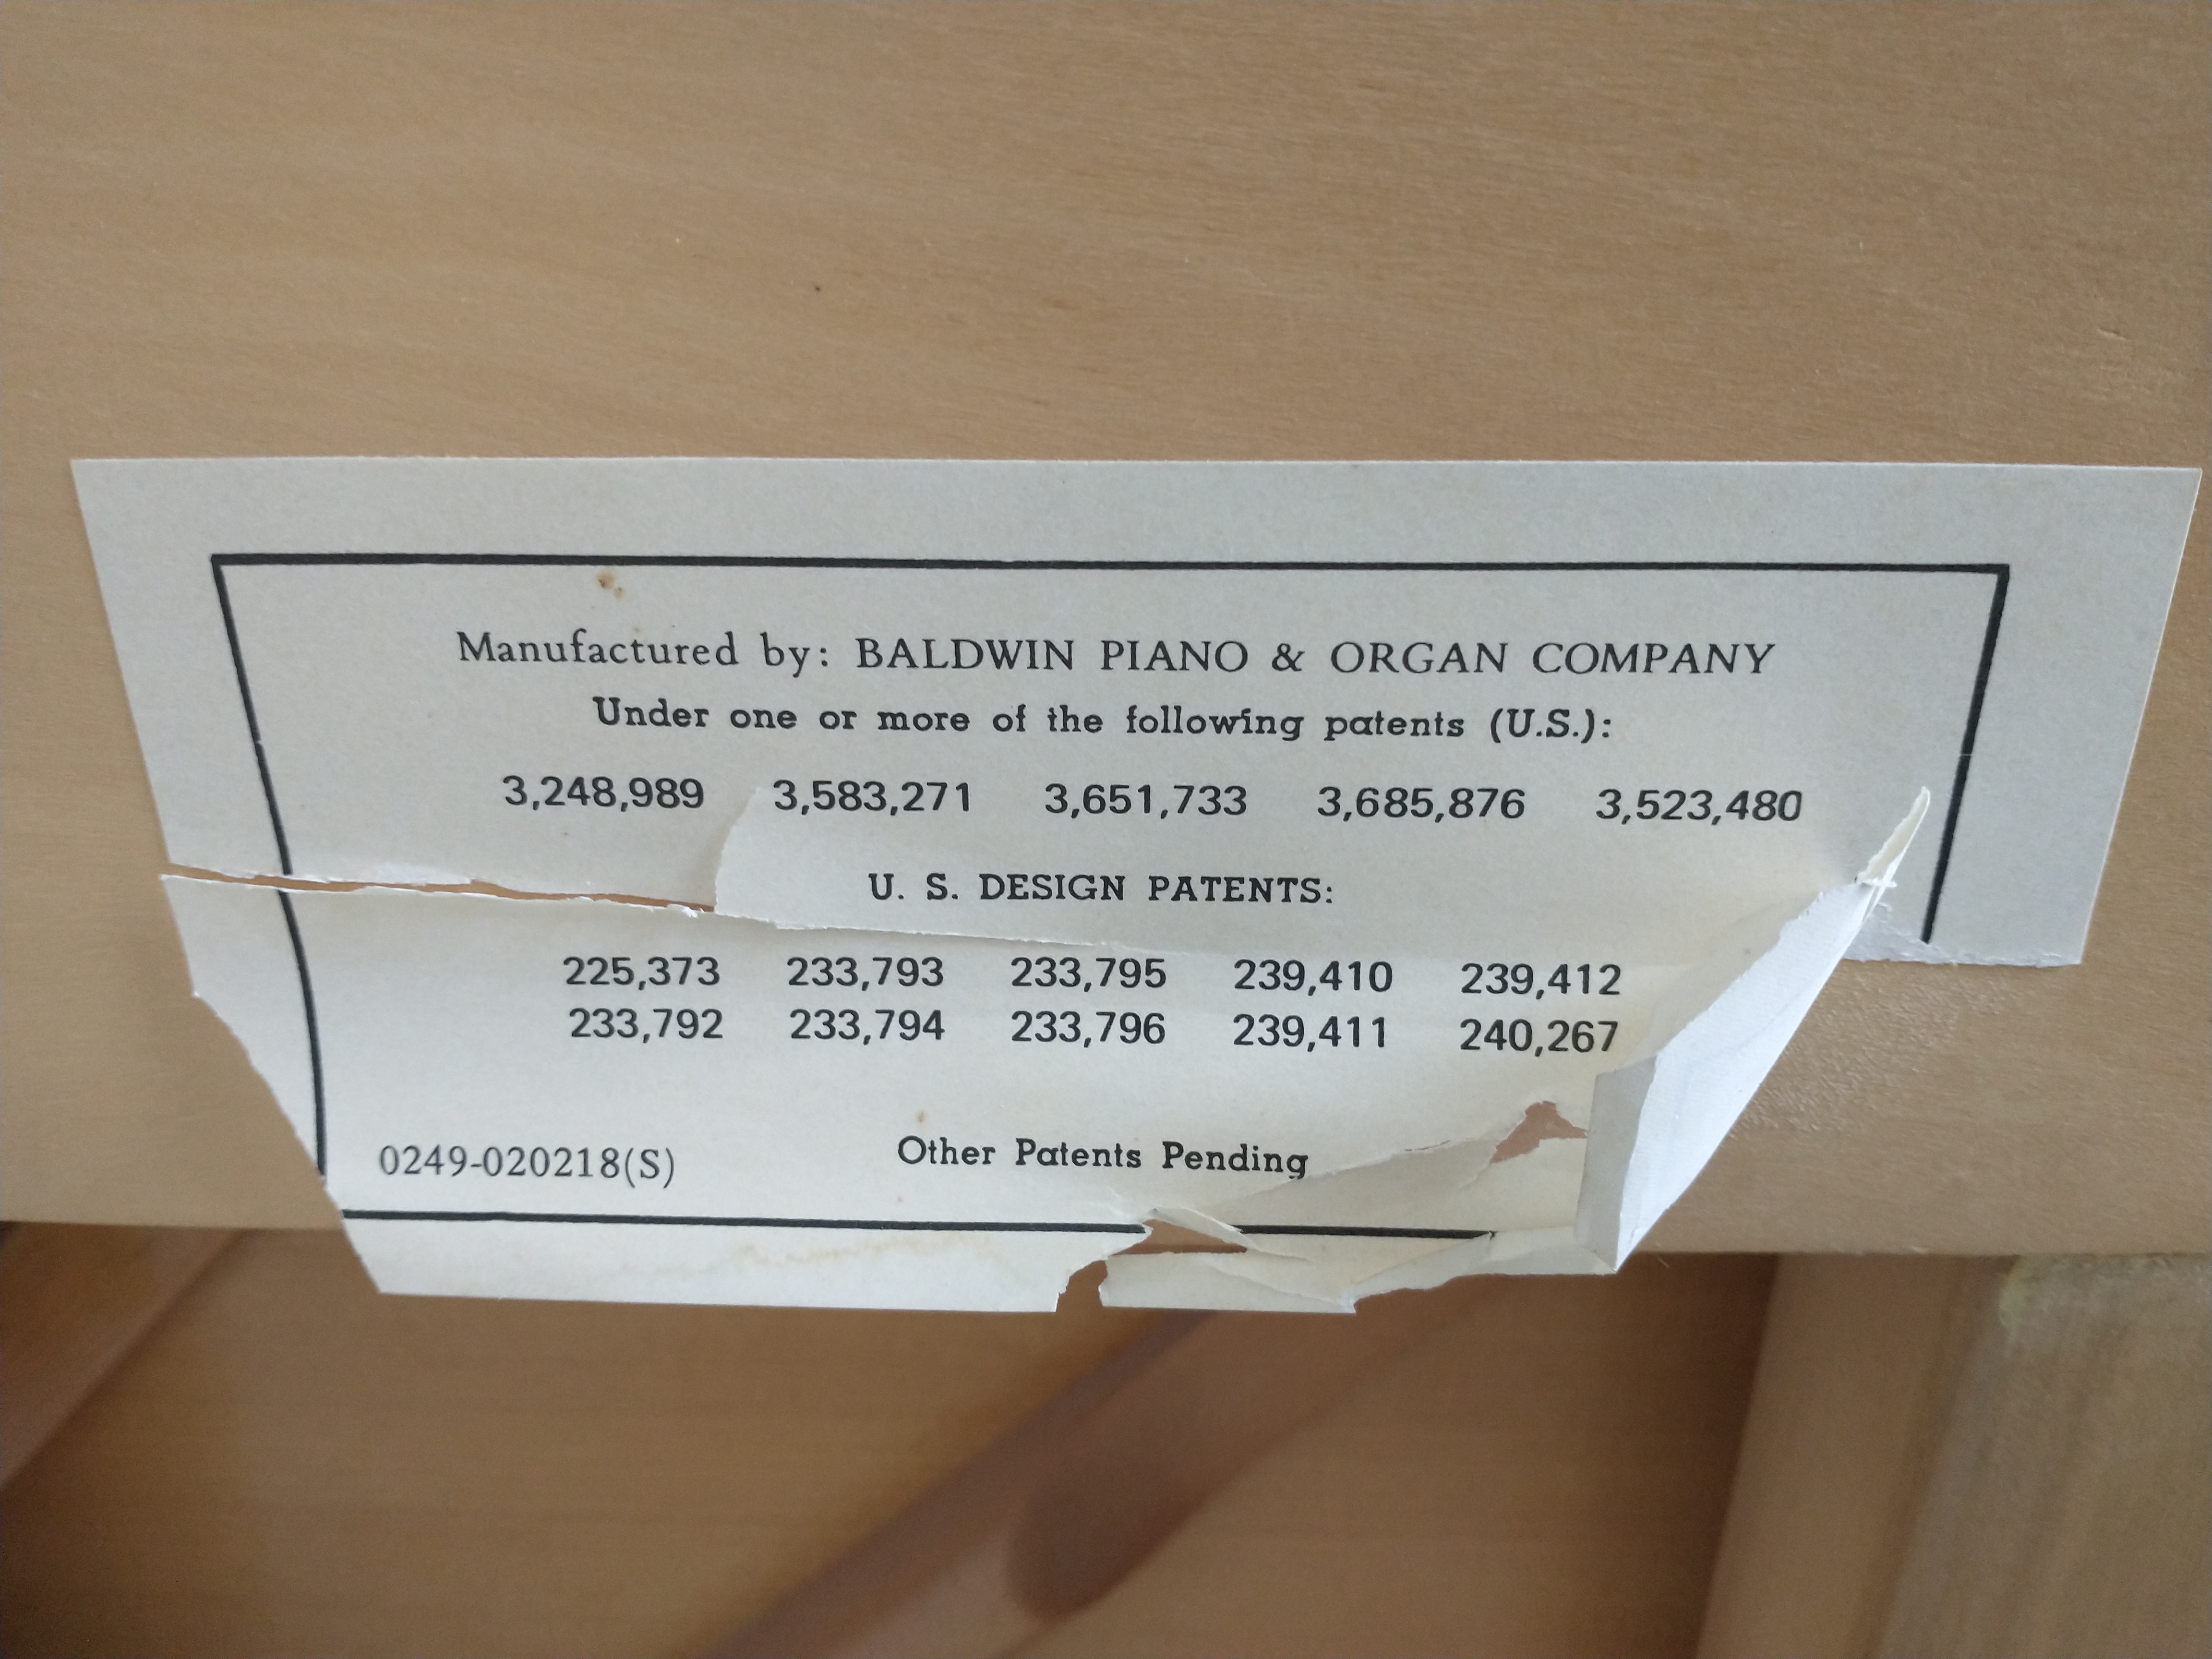 Manufactured by: BALDWIN PIANO & ORGAN COMPANY
Under one or more of the following patents (U.S.):
3,248,989 3,583,271 3,651,733 3,685,876 3,523,480
U. S. DESIGN PATENTS:
225,373 233,793 233,795 239,410 239,412
233,792 233,794 233,796 239,411 240,267
0249-020218(S) Other Patents Pending